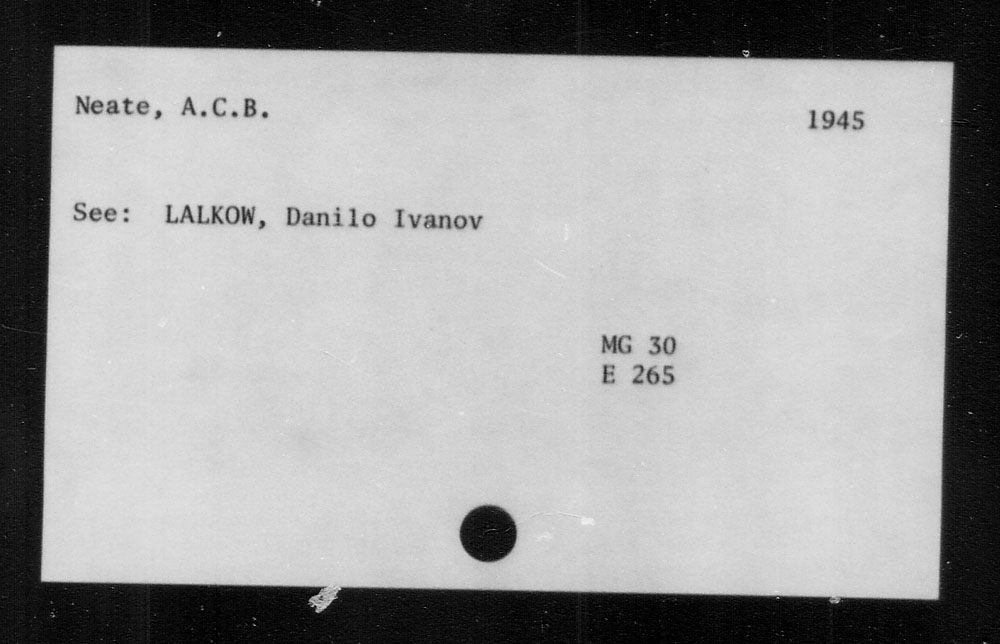 Neate, A.C.B.
1945
See: LALKOW, Danilo Ivanov
MG 30
E 265